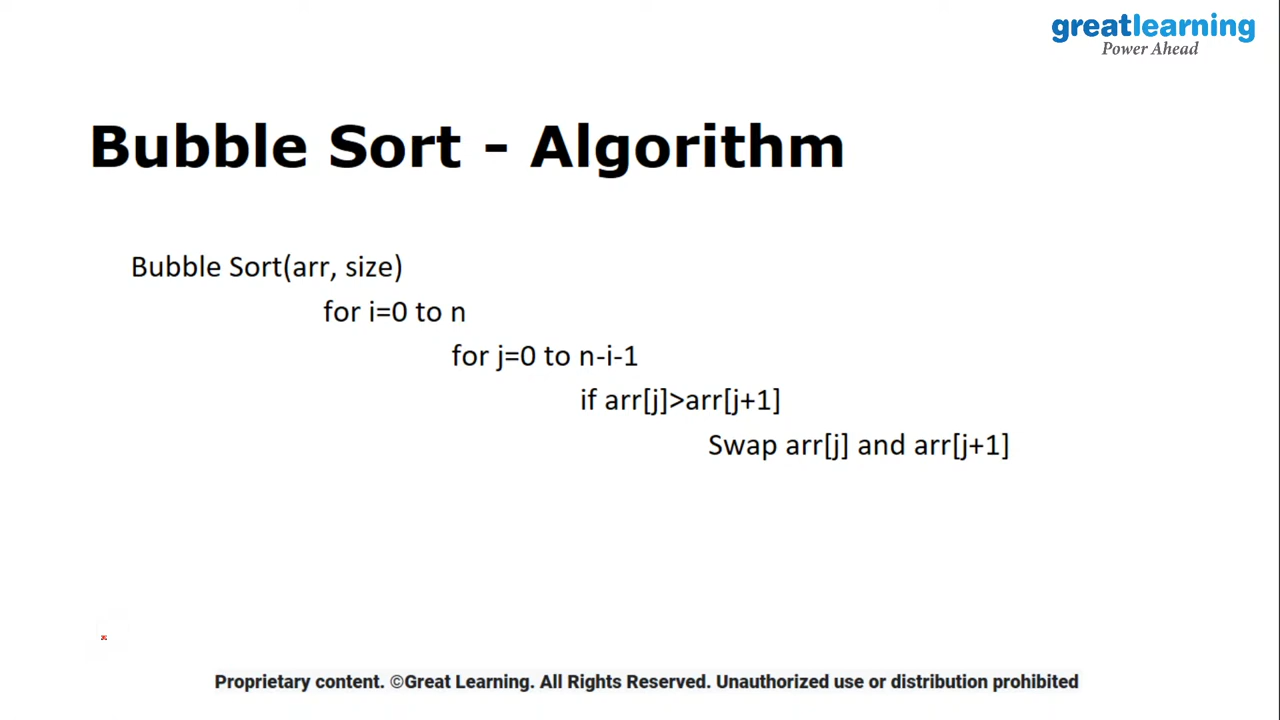 greatlearning
Power Ahead
Bubble Sort - Algorithm
Bubble Sort(arr, size)
for i=0 to n
for j=0 to n-i-1
if arr[j]>arr[j+1]
Swap arr[j] and arr[j+1]
Proprietary content. ©Great Learning. All Rights Reserved. Unauthorized use or distribution prohibited